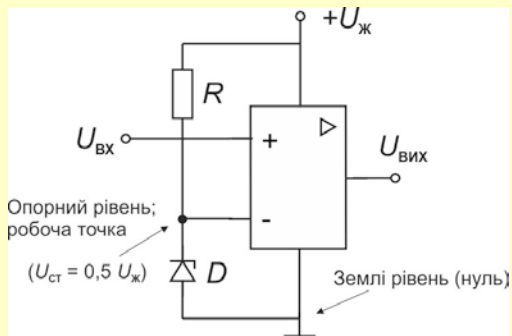 +Uж
R
Uвх
+
Uвих
Опорний рівень;
робоча точка
-
(Uст = 0,5 Uж)
D
Землі рівень (нуль)